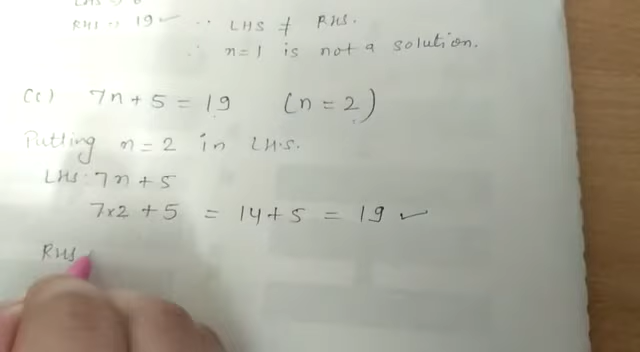 RHS : 19 ✓ ∵ LHS ≠ RHS.
∴ n=1 is not a solution.
(c) 7n+5 = 19 (n=2)
Putting n=2 in LHS.
LHS: 7n+5
7×2 +5 = 14+5 = 19 ✓
RHS